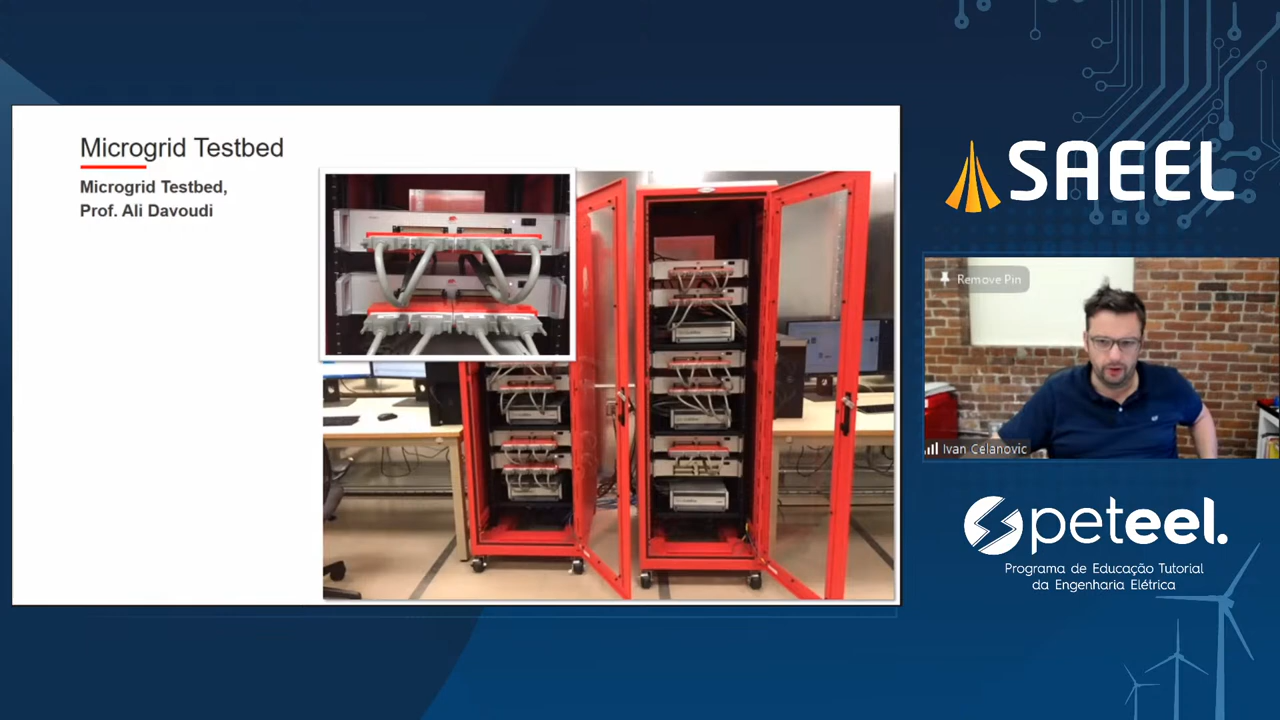 Microgrid Testbed
Microgrid Testbed,
Prof. Ali Davoudi
SAEEL
Remove Pin
Ivan Celanovic
peteel.
Programa de Educação Tutorial
da Engenharia Elétrica